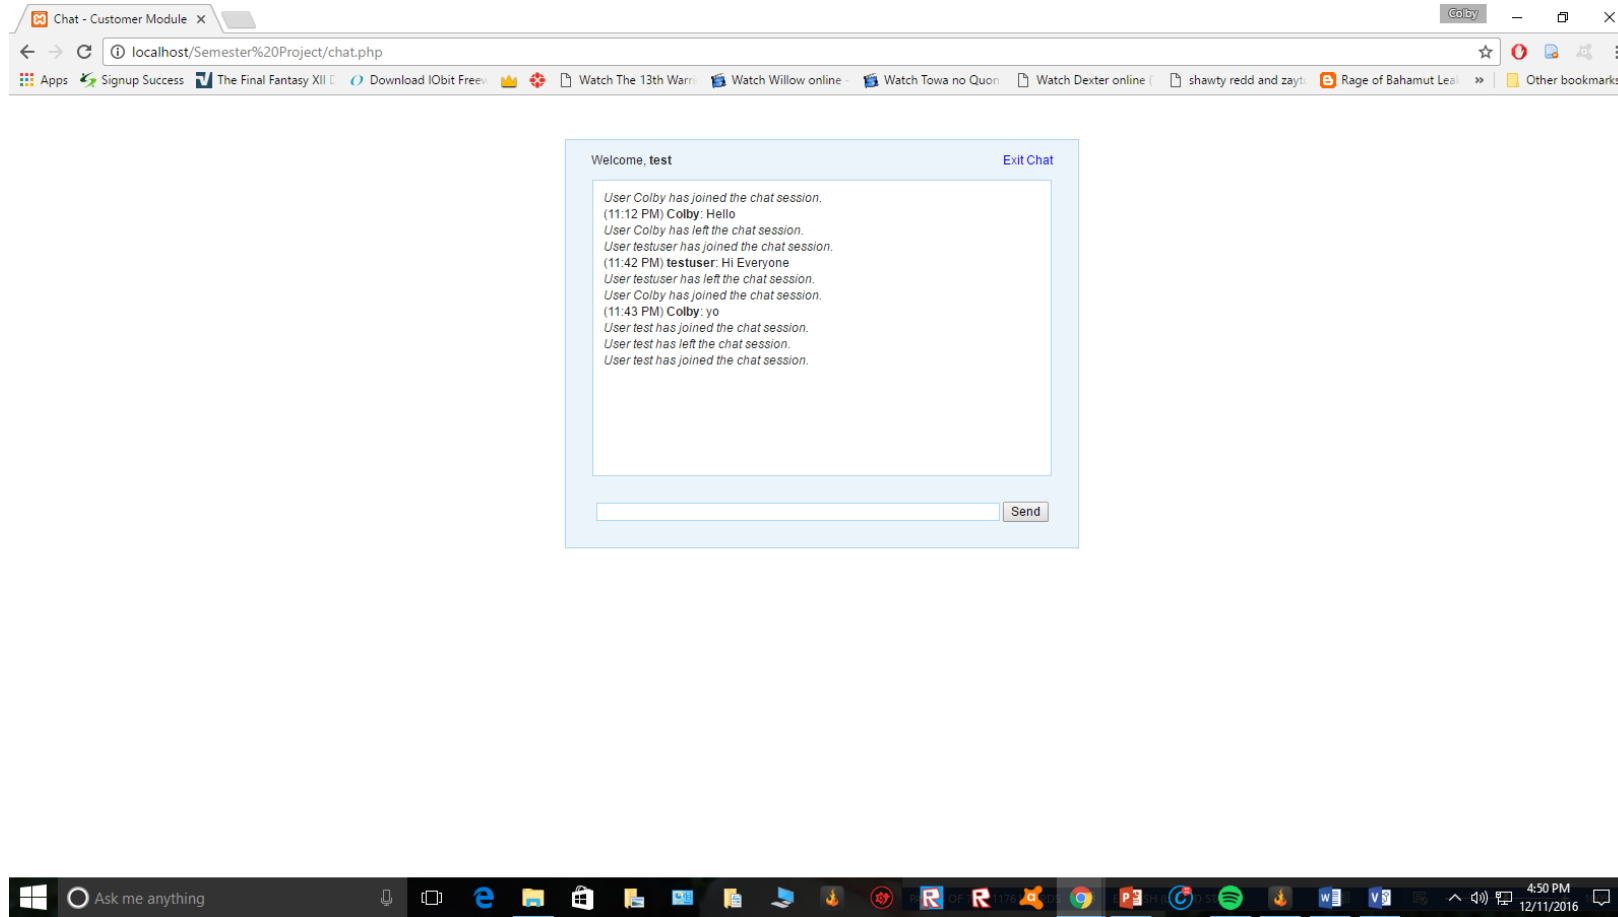 Chat - Customer Module
Colby
localhost/Semester%20Project/chat.php
Apps Signup Success The Final Fantasy XII Download IObit Freew Watch The 13th Warri Watch Willow online - Watch Towa no Quon Watch Dexter online ( shawty redd and zayt Rage of Bahamut Lea » Other bookmarks
Welcome, test Exit Chat
User Colby has joined the chat session.
(11:12 PM) Colby: Hello
User Colby has left the chat session.
User testuser has joined the chat session.
(11:42 PM) testuser: Hi Everyone
User testuser has left the chat session.
User Colby has joined the chat session.
(11:43 PM) Colby: yo
User test has joined the chat session.
User test has left the chat session.
User test has joined the chat session.
Send
Ask me anything
4:50 PM
12/11/2016